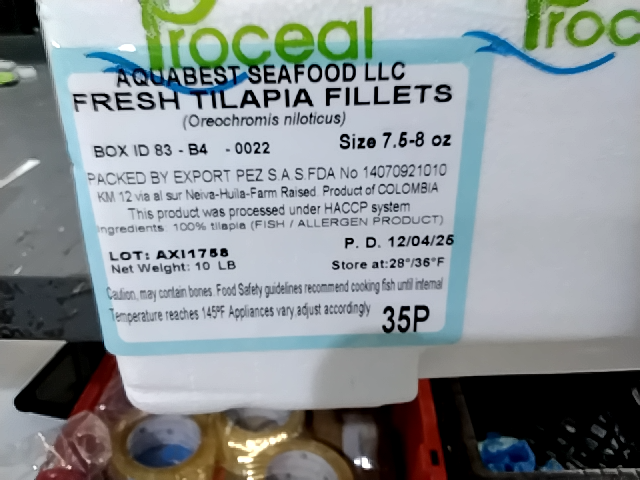 Proceal
Proc
AQUABEST SEAFOOD LLC
FRESH TILAPIA FILLETS
(Oreochromis niloticus)
BOX ID 83 - B4 - 0022 Size 7.5-8 oz
PACKED BY EXPORT PEZ S.A.S.FDA No 14070921010
KM 12 via al sur Neiva-Huila-Farm Raised. Product of COLOMBIA
This product was processed under HACCP system
Ingredients. 100% tilapia (FISH / ALLERGEN PRODUCT)
LOT: AXI1758 P. D. 12/04/25
Net Weight: 10 LB Store at:28°/36°F
Caution, may contain bones. Food Safety guidelines recommend cooking fish until internal
Temperature reaches 145ºF Appliances vary,adjust accordingly
35P